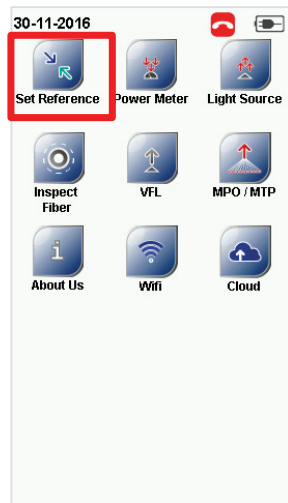 30-11-2016
Set Reference
Power Meter
Light Source
Inspect
Fiber
VFL
MPO / MTP
i
About Us
Wifi
Cloud